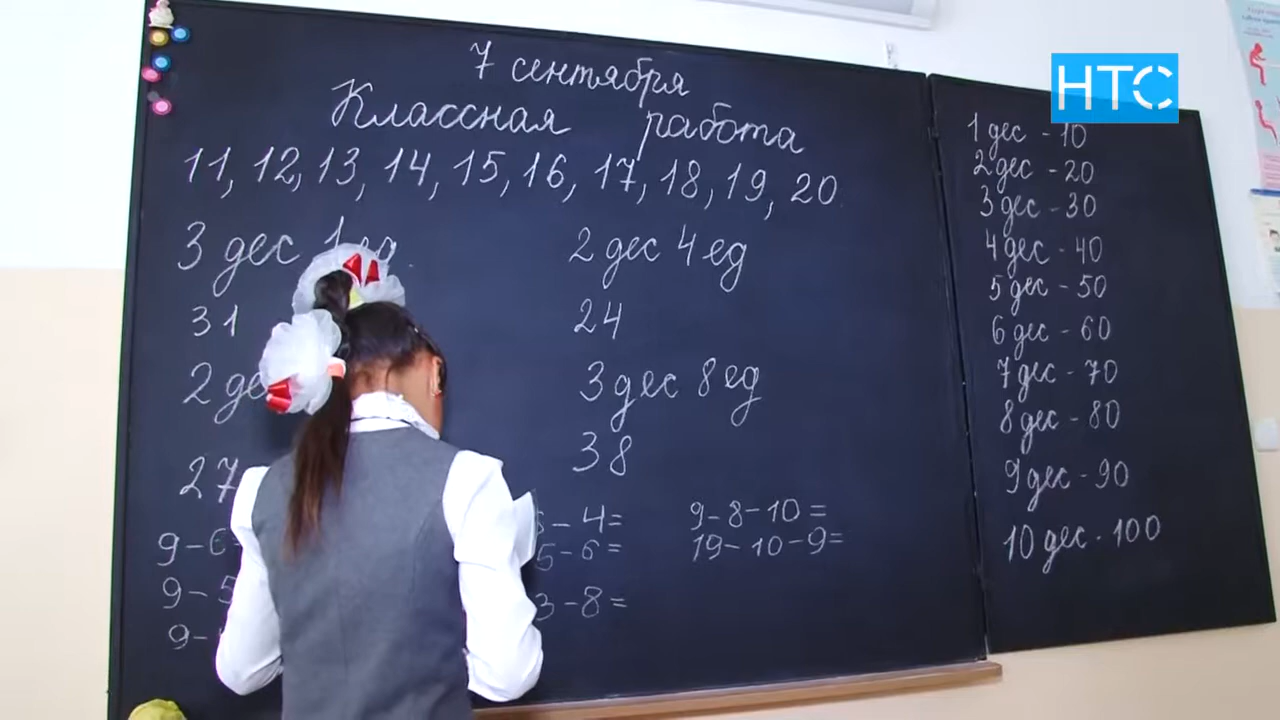 7 сентября
Классная работа
11, 12, 13, 14, 15, 16, 17, 18, 19, 20
3 дес 1 ед
2 дес 4 ед
31
24
3 дес 8 ед
27
38
9-8-10=
19-10-9=
НТС
1 дес - 10
2 дес - 20
3 дес - 30
4 дес - 40
5 дес - 50
6 дес - 60
7 дес - 70
8 дес - 80
9 дес - 90
10 дес - 100